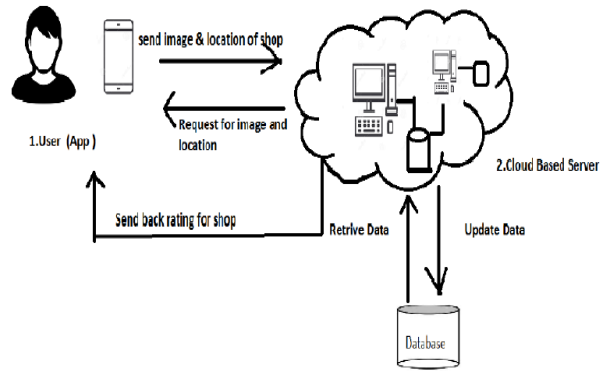 send image & location of shop
Request for image and
location
1.User (App )
2.Cloud Based Server
Send back rating for shop
Retrive Data
Update Data
Database